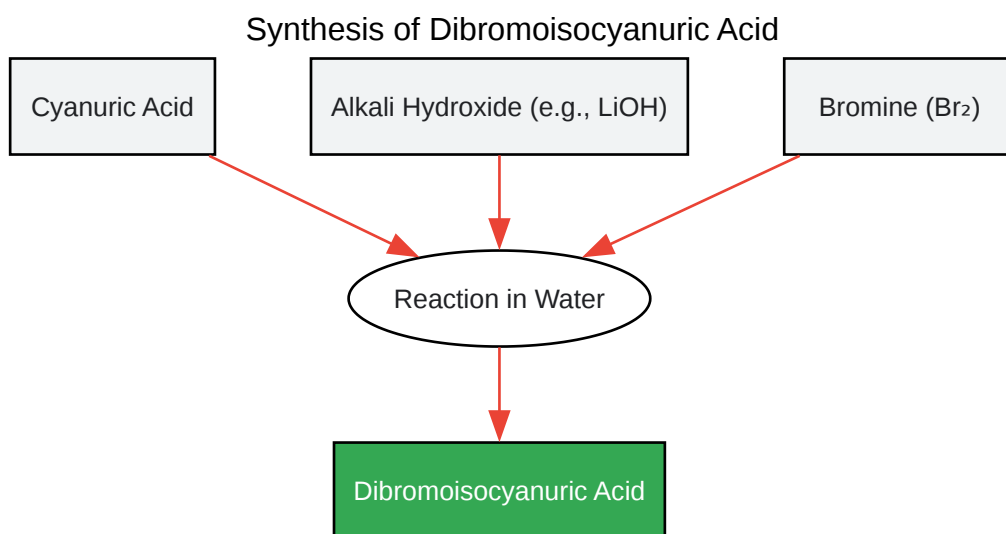 Synthesis of Dibromoisocyanuric Acid
Cyanuric Acid
Alkali Hydroxide (e.g., LiOH)
Bromine (Br₂)
Reaction in Water
Dibromoisocyanuric Acid